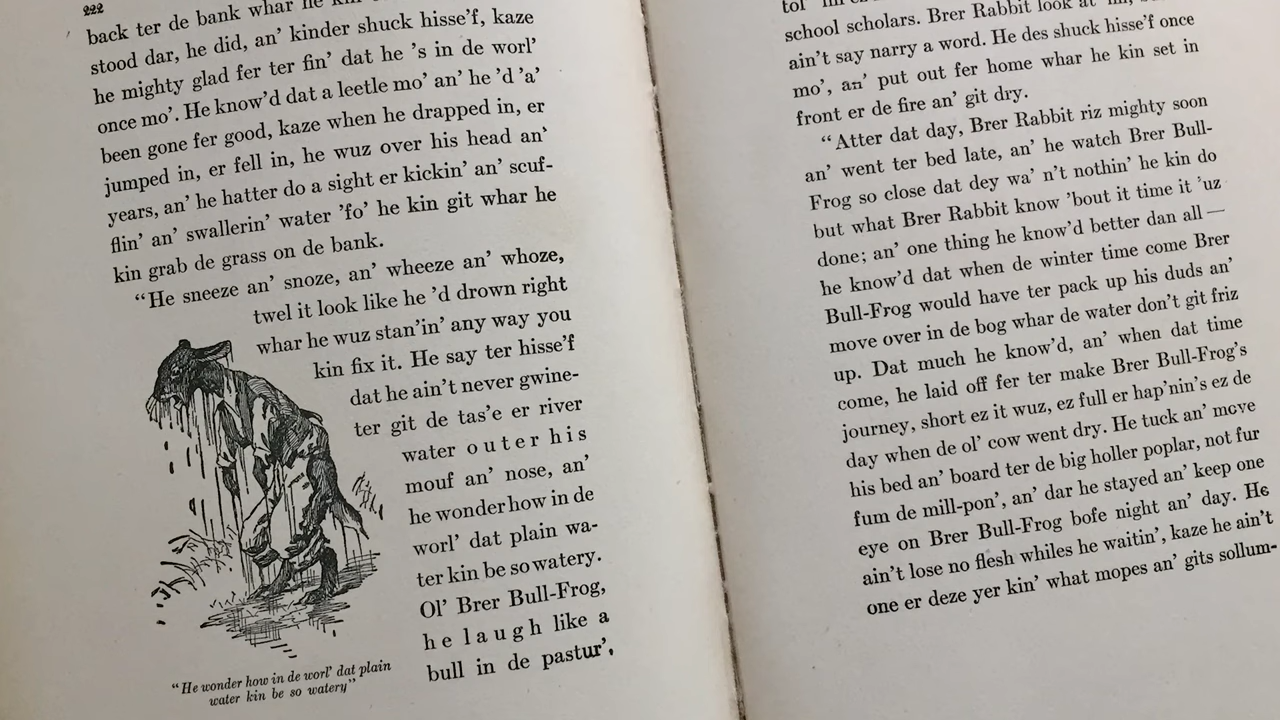 222
back ter de bank whar he kin
stood dar, he did, an' kinder shuck hisse'f, kaze
he mighty glad fer ter fin' dat he 's in de worl'
once mo'. He know'd dat a leetle mo' an' he 'd 'a'
been gone fer good, kaze when he drapped in, er
jumped in, er fell in, he wuz over his head an'
years, an' he hatter do a sight er kickin' an' scuf-
flin' an' swallerin' water 'fo' he kin git whar he
kin grab de grass on de bank.
"He sneeze an' snoze, an' wheeze an' whoze,
twel it look like he 'd drown right
whar he wuz stan'in' any way you
kin fix it. He say ter hisse'f
dat he ain't never gwine-
ter git de tas'e er river
water outer his
mouf an' nose, an'
he wonder how in de
worl' dat plain wa-
ter kin be so watery.
Ol' Brer Bull-Frog,
he laugh like a
bull in de pastur',
"He wonder how in de worl' dat plain
water kin be so watery"
school scholars. Brer Rabbit look at
ain't say narry a word. He des shuck hisse'f once
mo', an' put out fer home whar he kin set in
front er de fire an' git dry.
"Atter dat day, Brer Rabbit riz mighty soon
an' went ter bed late, an' he watch Brer Bull-
Frog so close dat dey wa' n't nothin' he kin do
but what Brer Rabbit know 'bout it time it 'uz
done; an' one thing he know'd better dan all —
he know'd dat when de winter time come Brer
Bull-Frog would have ter pack up his duds an'
move over in de bog whar de water don't git friz
up. Dat much he know'd, an' when dat time
come, he laid off fer ter make Brer Bull-Frog's
journey, short ez it wuz, ez full er hap'nin's ez de
day when de ol' cow went dry. He tuck an' move
his bed an' board ter de big holler poplar, not fur
fum de mill-pon', an' dar he stayed an' keep one
eye on Brer Bull-Frog bofe night an' day. He
ain't lose no flesh whiles he waitin', kaze he ain't
one er deze yer kin' what mopes an' gits sollum-